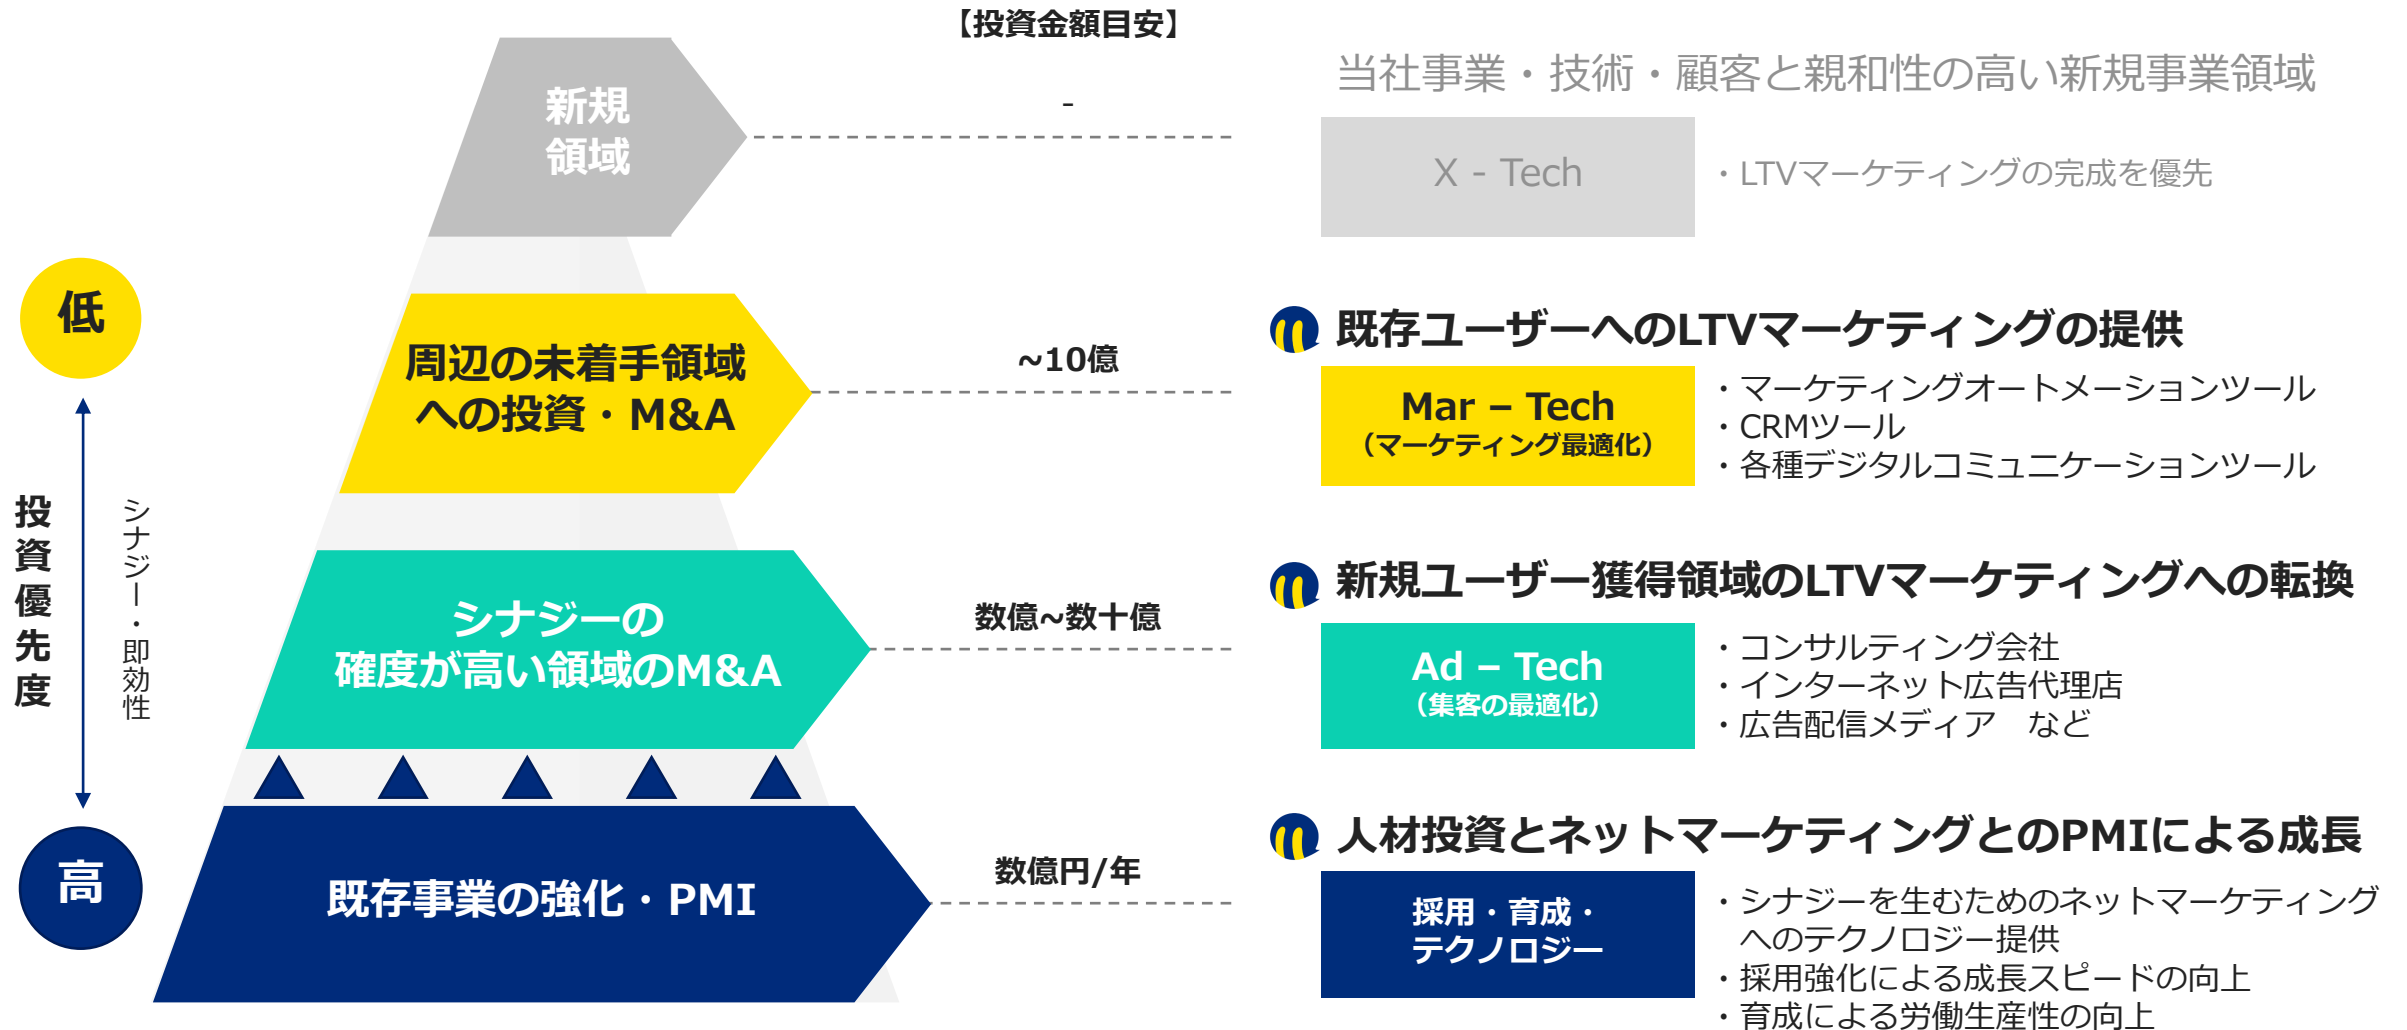 【投資金額目安】
新規
領域
-
当社事業・技術・顧客と親和性の高い新規事業領域
X - Tech
・LTVマーケティングの完成を優先
低
周辺の未着手領域
への投資・M&A
~10億
既存ユーザーへのLTVマーケティングの提供
Mar – Tech
（マーケティング最適化）
・マーケティングオートメーションツール
・CRMツール
・各種デジタルコミュニケーションツール
投資優先度
シナジー・即効性
シナジーの
確度が高い領域のM&A
数億~数十億
新規ユーザー獲得領域のLTVマーケティングへの転換
Ad – Tech
（集客の最適化）
・コンサルティング会社
・インターネット広告代理店
・広告配信メディア　など
高
既存事業の強化・PMI
数億円/年
人材投資とネットマーケティングとのPMIによる成長
採用・育成・
テクノロジー
・シナジーを生むためのネットマーケティング
へのテクノロジー提供
・採用強化による成長スピードの向上
・育成による労働生産性の向上